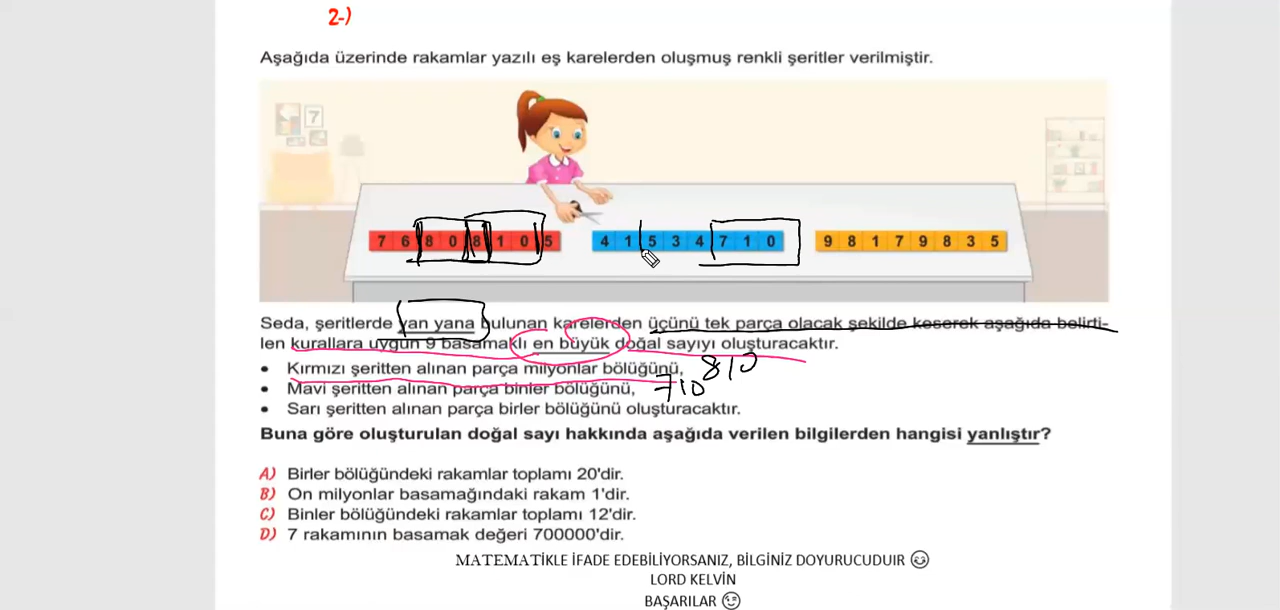 2-)
Aşağıda üzerinde rakamlar yazılı eş karelerden oluşmuş renkli şeritler verilmiştir.
7
7 6 8 0 8 1 0 5 4 1 5 3 4 7 1 0 9 8 1 7 9 8 3 5
Seda, şeritlerde yan yana bulunan karelerden üçünü tek parça olacak şekilde keserek aşağıda belirti-
len kurallara uygun 9 basamaklı en büyük doğal sayıyı oluşturacaktır.
• Kırmızı şeritten alınan parça milyonlar bölüğünü, 810
• Mavi şeritten alınan parça binler bölüğünü, 710
• Sarı şeritten alınan parça birler bölüğünü oluşturacaktır.
Buna göre oluşturulan doğal sayı hakkında aşağıda verilen bilgilerden hangisi yanlıştır?
A) Birler bölüğündeki rakamlar toplamı 20'dir.
B) On milyonlar basamağındaki rakam 1'dir.
C) Binler bölüğündeki rakamlar toplamı 12'dir.
D) 7 rakamının basamak değeri 700000'dir.
MATEMATİKLE İFADE EDEBİLİYORSANIZ, BİLGİNİZ DOYURUCUDUIR 😋
LORD KELVİN
BAŞARILAR 😉